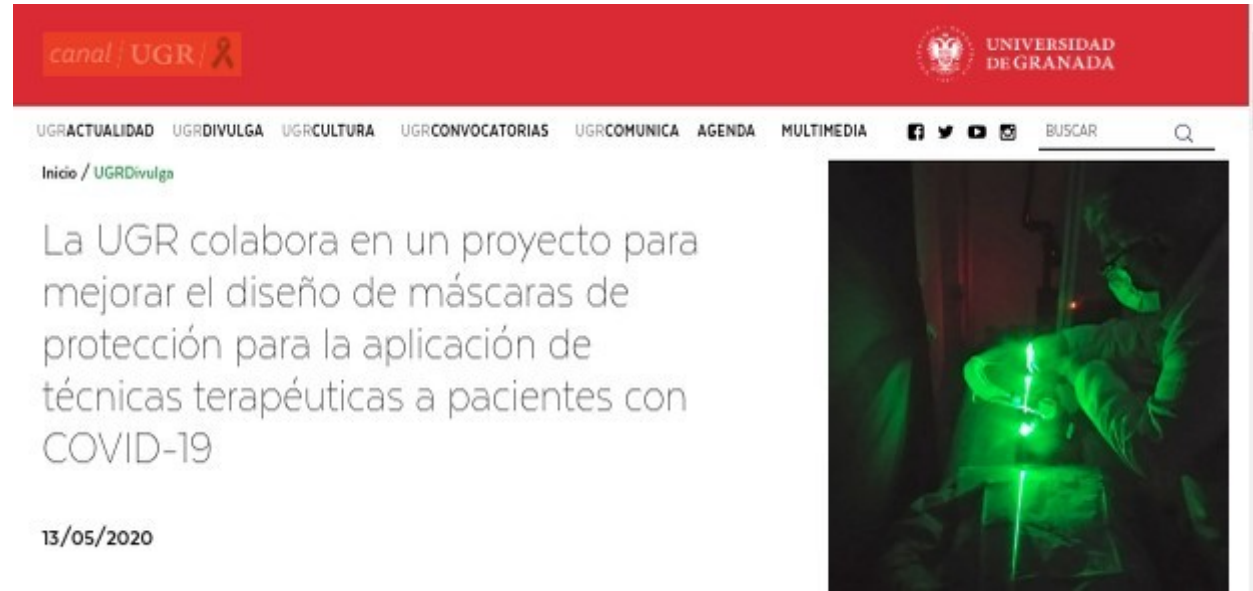 canal / UGR /
UNIVERSIDAD
DE GRANADA
UGRACTUALIDAD UGRDIVULGA UGRCULTURA UGRCONVOCATORIAS UGRCOMUNICA AGENDA MULTIMEDIA BUSCAR
Inicio / UGRDivulga
La UGR colabora en un proyecto para
mejorar el diseño de máscaras de
protección para la aplicación de
técnicas terapéuticas a pacientes con
COVID-19
13/05/2020